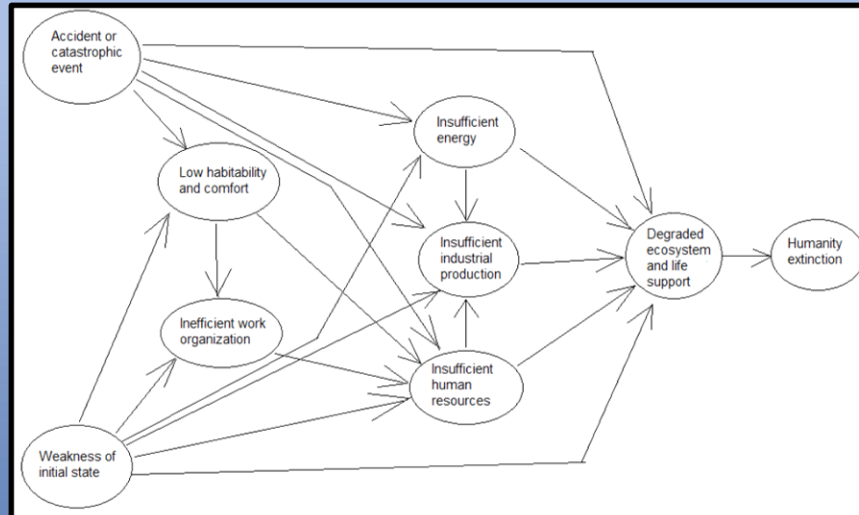 Accident or
catastrophic
event
Insufficient
energy
Low habitability
and comfort
Insufficient
industrial
production
Degraded
ecosystem
and life
support
Humanity
extinction
Inefficient work
organization
Insufficient
human
resources
Weakness of
initial state